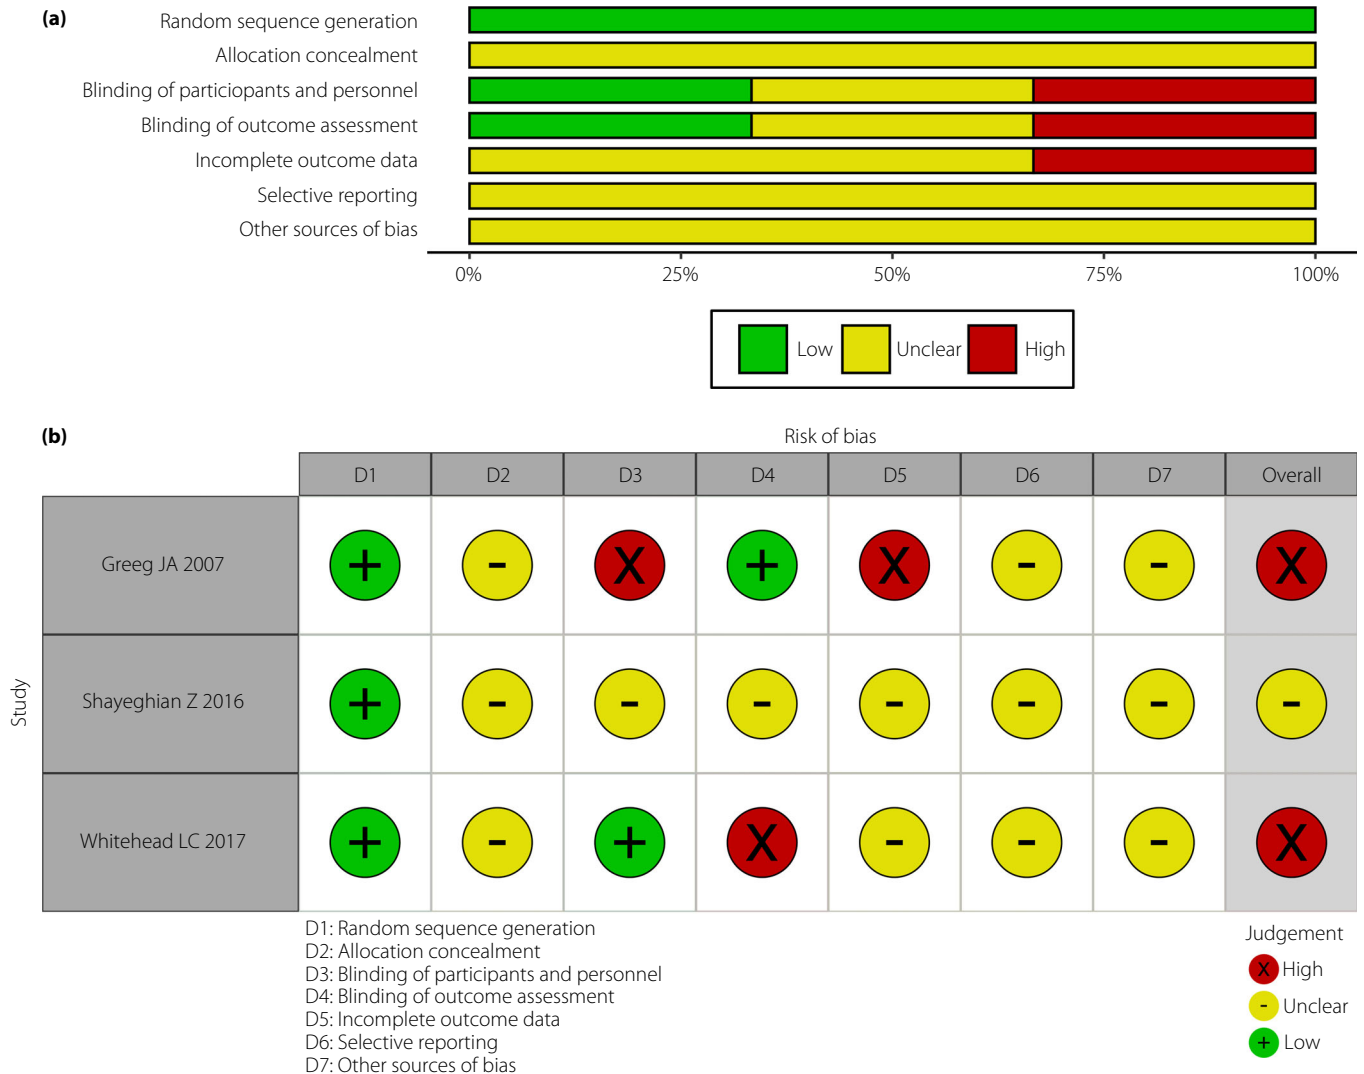 (a)
Random sequence generation
Allocation concealment
Blinding of particiopants and personnel
Blinding of outcome assessment
Incomplete outcome data
Selective reporting
Other sources of bias
0% 25% 50% 75% 100%
Low Unclear High
(b)
Risk of bias
D1 D2 D3 D4 D5 D6 D7 Overall
Study
Greeg JA 2007 + - X + X - - X
Shayeghian Z 2016 + - - - - - - -
Whitehead LC 2017 + - + X - - - X
D1: Random sequence generation
D2: Allocation concealment
D3: Blinding of participants and personnel
D4: Blinding of outcome assessment
D5: Incomplete outcome data
D6: Selective reporting
D7: Other sources of bias
Judgement
X High
- Unclear
+ Low